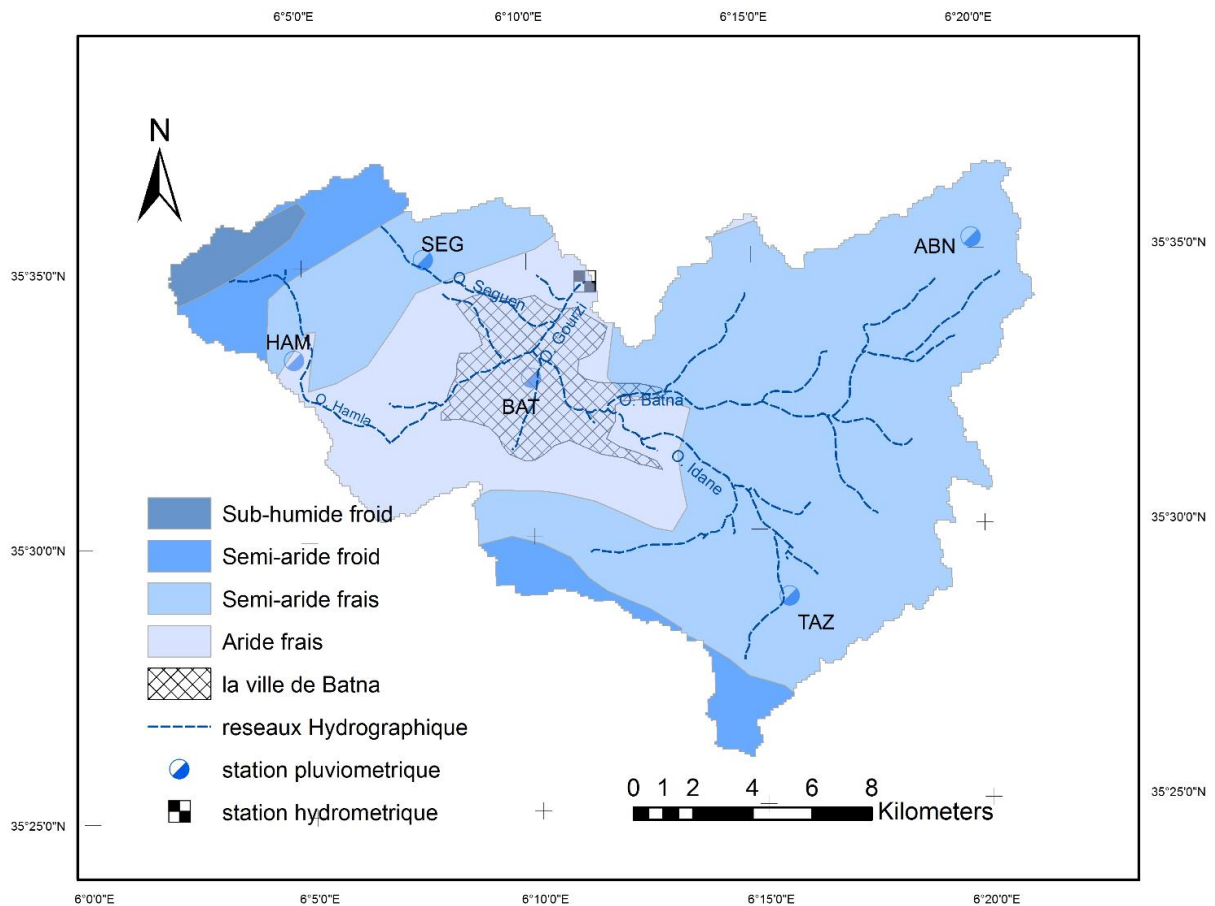 6°5'0"E
6°10'0"E
6°15'0"E
6°20'0"E
N
SEG
ABN
35°35'0"N
35°35'0"N
O. Seguen
O. Gourzi
HAM
BAT
O. Hamla
O. Batna
O. Idane
Sub-humide froid
35°30'0"N
35°30'0"N
Semi-aride froid
Semi-aride frais
TAZ
Aride frais
la ville de Batna
reseaux Hydrographique
station pluviometrique
0 1 2 4 6 8
Kilometers
station hydrometrique
35°25'0"N
35°25'0"N
6°0'0"E
6°5'0"E
6°10'0"E
6°15'0"E
6°20'0"E